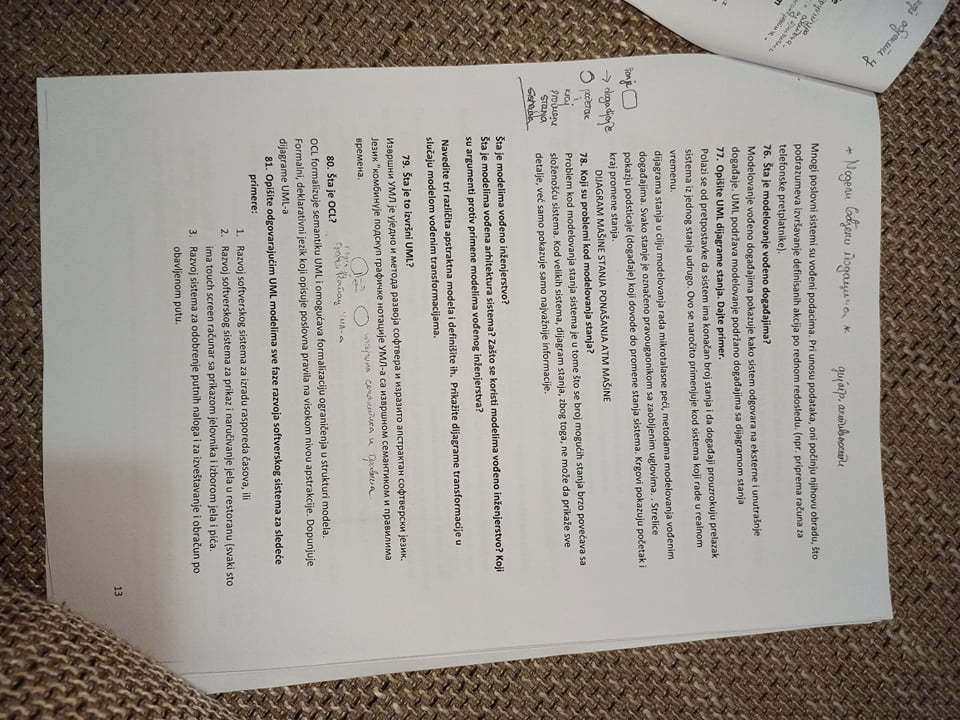 * Nogeu Sodpeu
*
Mnogi poslovni sistemi su vođeni podacima. Pri unosu podataka, oni počinju njihovu obradu, što
podrazumeva izvršavanje definisanih akcija po rednom redosledu. (npr. priprema računa za
telefonske pretplatnike).
76. Šta je modelovanje vođeno događajima?
Modelovanje vođeno događajima pokazuje kako sistem odgovara na eksterne i unutrašnje
događaje. UML podržava modelovanje podržano događajima sa dijagramom stanja
77. Opišite UML dijagrame stanja. Dajte primer.
Polazi se od pretpostavke da sistem ima konačan broj stanja i da događaji prouzrokuju prelazak
sistema iz jednog stanja udrugo. Ovo se naročito primenjuje kod sistema koji rade u realnom
vremenu.
dijagrama stanja u cilju modelovanja rada mikrotalasne peći, metodama modelovanja vođenim
događajima. Svako stanje je označeno pravougaonikom sa zaobljenim uglovima. . Strelice
pokazuju podsticaje (događaje) koji dovode do promene stanja sistema. Krgovi pokazuju početak i
kraj promene stanja.
DIJAGRAM MAŠINE STANJA PONAŠANJA ATM MAŠINE
78. Koji su problemi kod modelovanja stanja?
Problem kod modelovanja stanja sistema je u tome što se broj mogućih stanja brzo povećava sa
složenošću sistema. Kod velikih sistema, dijagram stanja, zbog toga, ne može da prikaže sve
detalje, već samo pokazuje samo najvažnije informacije.
→ događaje
početak
i
kraj
promene
stanja
sistema
Šta je modelima vođeno inženjerstvo?
Šta je modelima vođena arhitektura sistema? Zašto se koristi modelima vođeno inženjerstvo? Koji
su argumenti protiv primene modelima vođenog inženjerstva?
Navedite tri različita apstraktna modela i definišite ih. Prikažite dijagrame transformacije u
slučaju modelom vođenim transformacijama.
79. Šta je to izvršni UML?
Извршни УМЛ је уједно и метода развоја софтвера и изразито апстрактан софтверски језик.
Језик "комбинује подскуп графичке нотације УМЛ-а са извршном семантиком и правилима
времена.
80. Šta je OCL?
OCL formalizuje semantiku UML i omogućava formalizaciju ograničenja u strukturi modela.
Formalni, deklarativni jezik koji opisuje poslovna pravila na visokom nivou apstrakcije. Dopunjuje
dijagrame UML-a
81. Opišite odgovarajućim UML modelima sve faze razvoja softverskog sistema za sledeće
primere:
1. Razvoj softverskog sistema za izradu rasporeda časova, ili
2. Razvoj softverskog sistema za prikaz i naručivanje jela u restoranu (svaki sto
ima touch screen računar sa prikazom jelovnika i izborom jela i pića.
3. Razvoj sistema za odobrenje putnih naloga i za izveštavanje i obračun po
obavljenom putu.
13